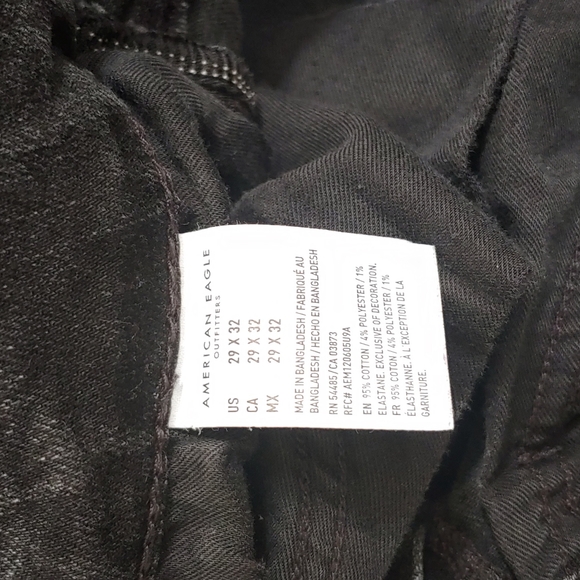 AMERICAN EAGLE
OUTFITTERS
US 29 X 32
CA 29 X 32
MX 29 X 32
MADE IN BANGLADESH / FABRIQUÉ AU
BANGLADESH / HECHO EN BANGLADESH
RN 54485/CA 03873
RFC# AEM120605U9A
EN 95% COTTON / 4% POLYESTER / 1%
ELASTANE. EXCLUSIVE OF DECORATION.
FR 95% COTON / 4% POLYESTER / 1%
ÉLASTHANNE. À L'EXCEPTION DE LA
GARNITURE.